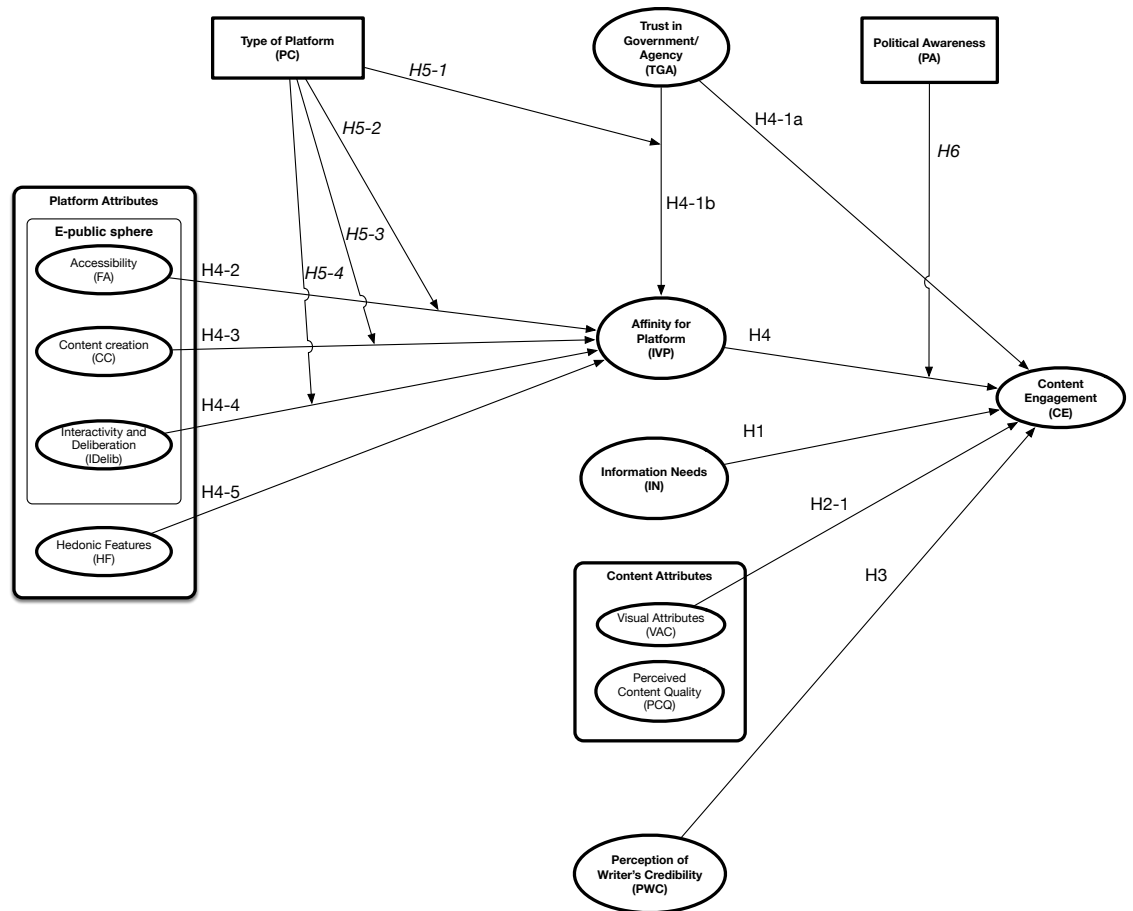 Type of Platform
(PC)
Trust in
Government/
Agency
(TGA)
Political Awareness
(PA)
H5-1
H4-1a
H5-2
H6
Platform Attributes
H4-1b
E-public sphere
H5-3
Accessibility
(FA)
H4-2
H5-4
Content creation
(CC)
H4-3
Affinity for
Platform
(IVP)
H4
Content
Engagement
(CE)
H4-4
Interactivity and
Deliberation
(IDelib)
H1
Information Needs
(IN)
H4-5
H2-1
Hedonic Features
(HF)
Content Attributes
H3
Visual Attributes
(VAC)
Perceived
Content Quality
(PCQ)
Perception of
Writer's Credibility
(PWC)